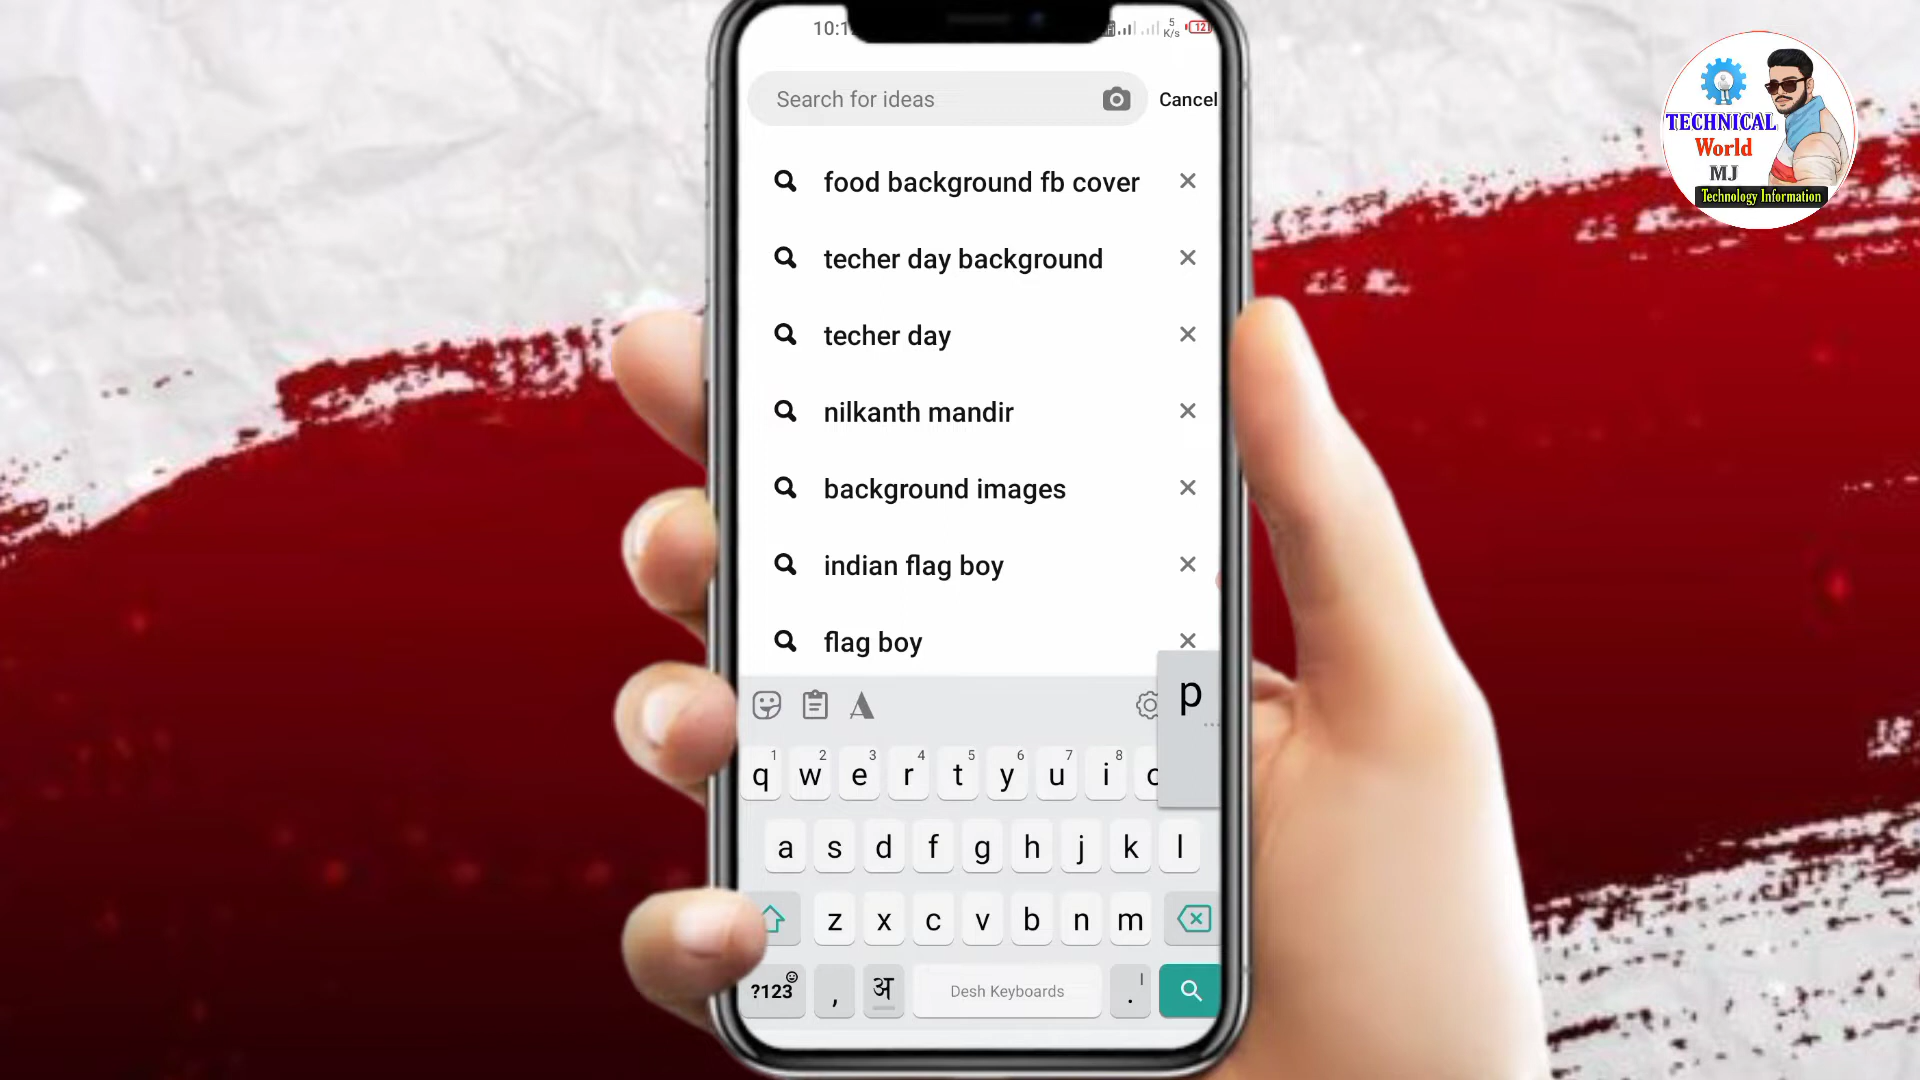 10:1
5
K/s
12
Search for ideas
Cancel
food background fb cover
techer day background
techer day
nilkanth mandir
background images
indian flag boy
flag boy
p
1 2 3 4 5 6 7 8
q w e r t y u i
a s d f g h j k l
z x c v b n m
?123 , अ Desh Keyboards .
TECHNICAL
World
MJ
Technology Information